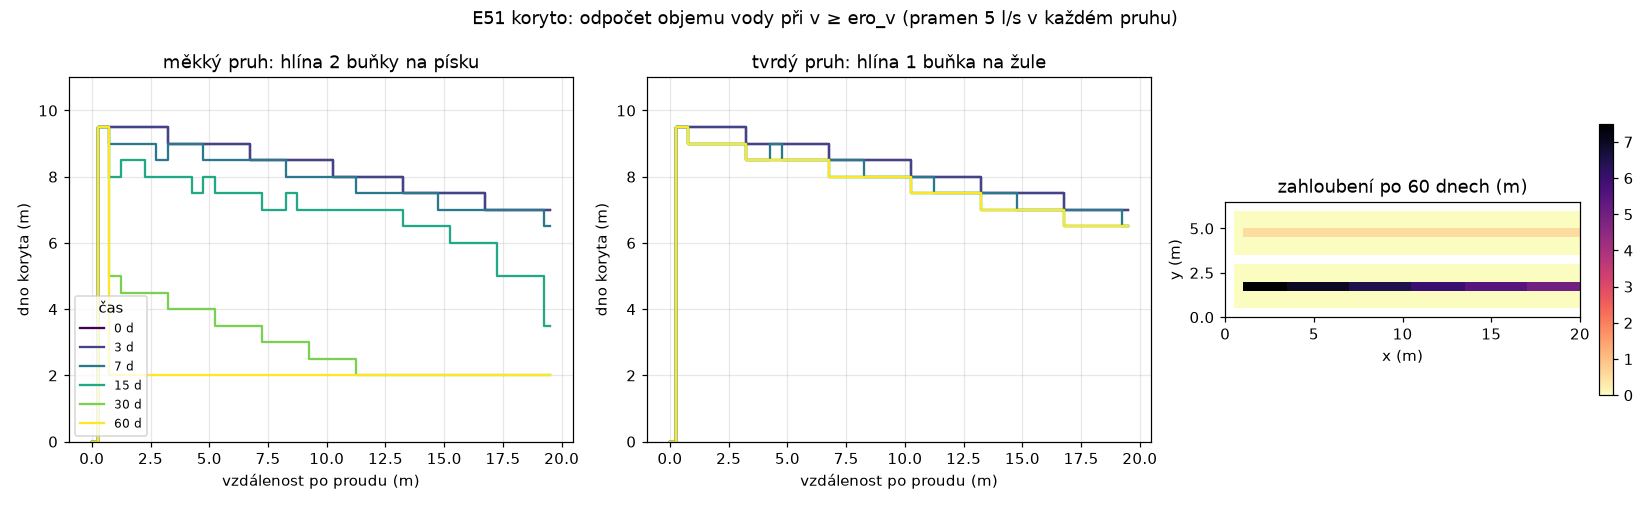 E51 koryto: odpočet objemu vody při v ≥ ero_v (pramen 5 l/s v každém pruhu)
měkký pruh: hlína 2 buňky na písku
dno koryta (m)
10
8
6
4
2
0
čas
0 d
3 d
7 d
15 d
30 d
60 d
0.0 2.5 5.0 7.5 10.0 12.5 15.0 17.5 20.0
vzdálenost po proudu (m)
tvrdý pruh: hlína 1 buňka na žule
dno koryta (m)
10
8
6
4
2
0
0.0 2.5 5.0 7.5 10.0 12.5 15.0 17.5 20.0
vzdálenost po proudu (m)
zahloubení po 60 dnech (m)
y (m)
5.0
2.5
0.0
0 5 10 15 20
x (m)
7
6
5
4
3
2
1
0